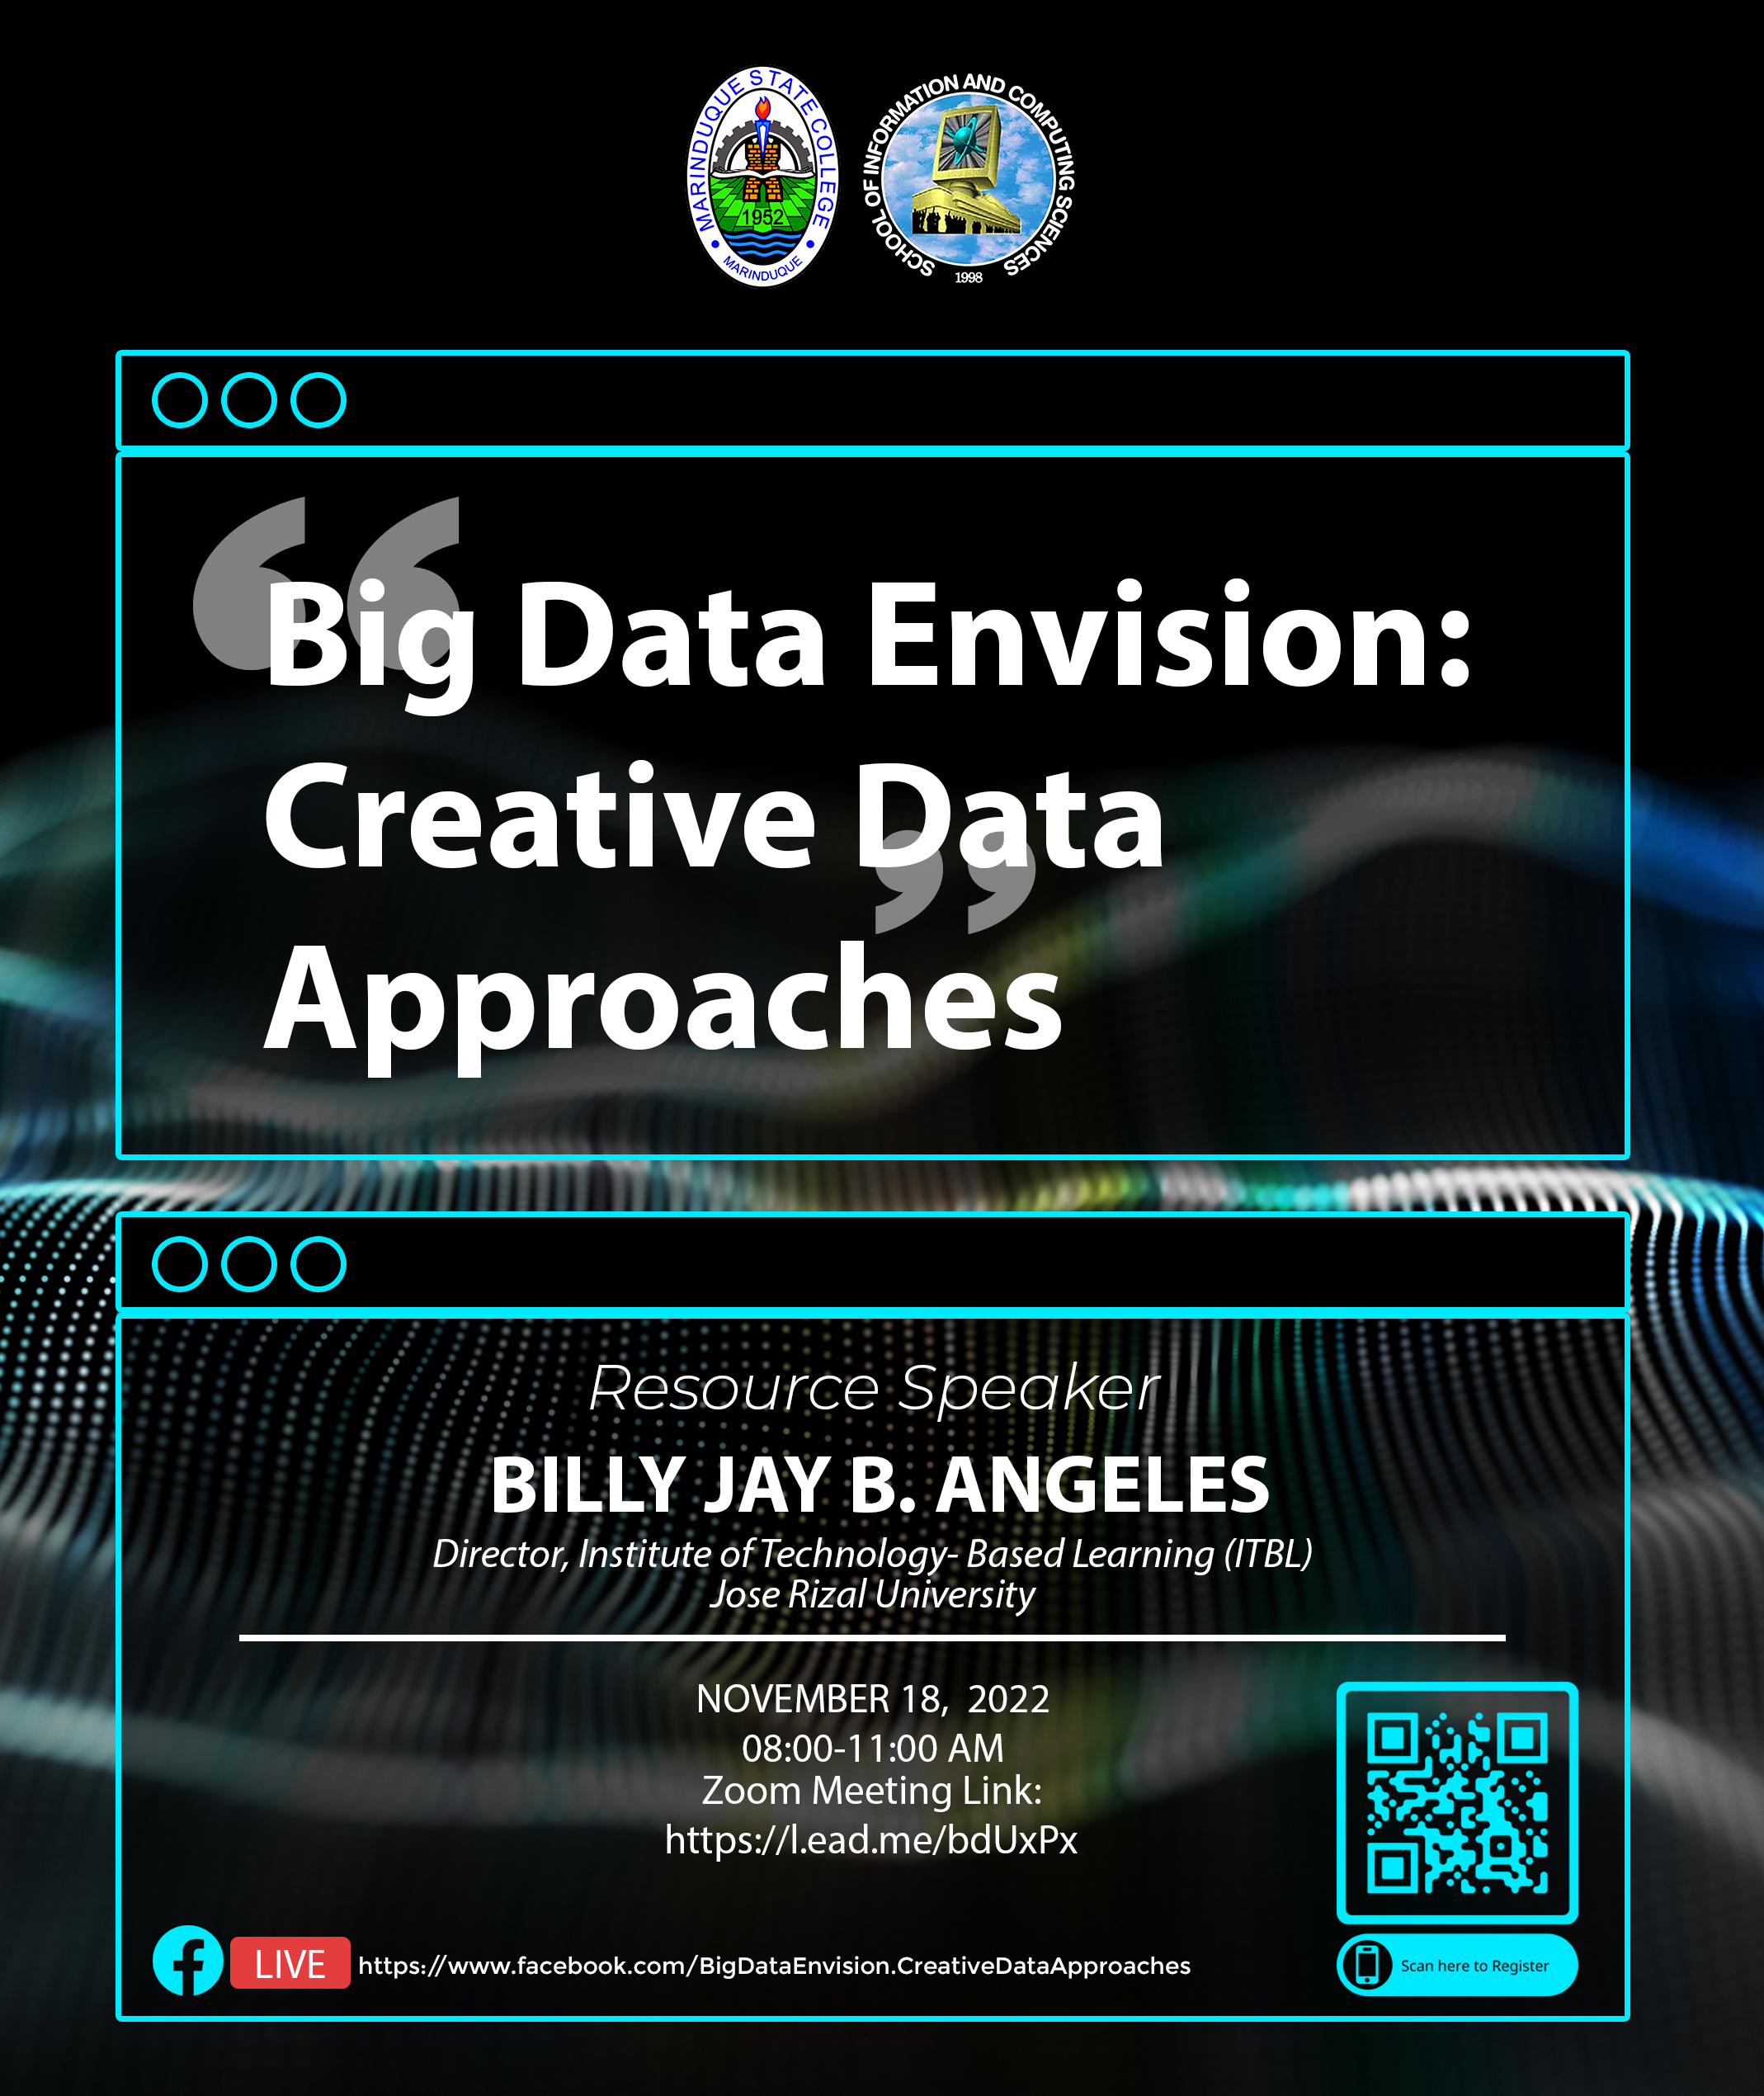 MARINDUQUE STATE COLLEGE
1952
MARINDUQUE
SCHOOL OF INFORMATION AND COMPUTING SCIENCES
1998
“Big Data Envision:
Creative Data
Approaches”
Resource Speaker
BILLY JAY B. ANGELES
Director, Institute of Technology- Based Learning (ITBL)
Jose Rizal University
NOVEMBER 18, 2022
08:00-11:00 AM
Zoom Meeting Link:
https://l.ead.me/bdUxPx
LIVE https://www.facebook.com/BigDataEnvision.CreativeDataApproaches
Scan here to Register